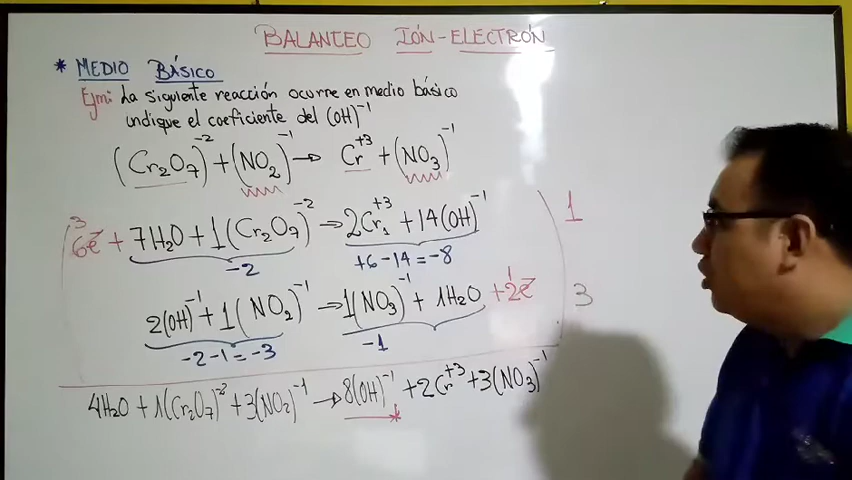 BALANCEO IÓN-ELECTRÓN
* MEDIO BÁSICO
Ejm: La siguiente reacción ocurre en medio básico
indique el coeficiente del (OH)⁻¹
(Cr₂O₇)⁻² + (NO₂)⁻¹ → Cr⁺³ + (NO₃)⁻¹
3
6e⁻ + 7H₂O + 1(Cr₂O₇)⁻² → 2Cr₁⁺³ + 14(OH)⁻¹ 1
-2 +6-14=-8
2(OH)⁻¹ + 1(NO₂)⁻¹ → 1(NO₃)⁻¹ + 1H₂O + 2e⁻ 1 3
-2-1=-3 -1
4H₂O + 1(Cr₂O₇)⁻² + 3(NO₂)⁻¹ → 8(OH)⁻¹ + 2Cr⁺³ + 3(NO₃)⁻¹